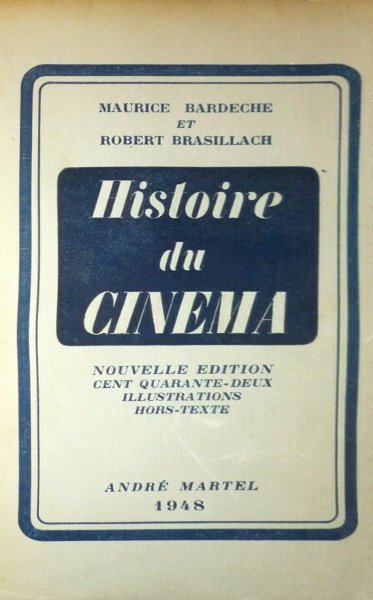 MAURICE BARDECHE
ET
ROBERT BRASILLACH
Histoire
du
CINEMA
NOUVELLE EDITION
CENT QUARANTE-DEUX
ILLUSTRATIONS
HORS-TEXTE
ANDRÉ MARTEL
1948